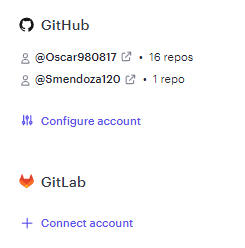 GitHub
@Oscar980817 • 16 repos
@Smendoza120 • 1 repo
Configure account
GitLab
Connect account